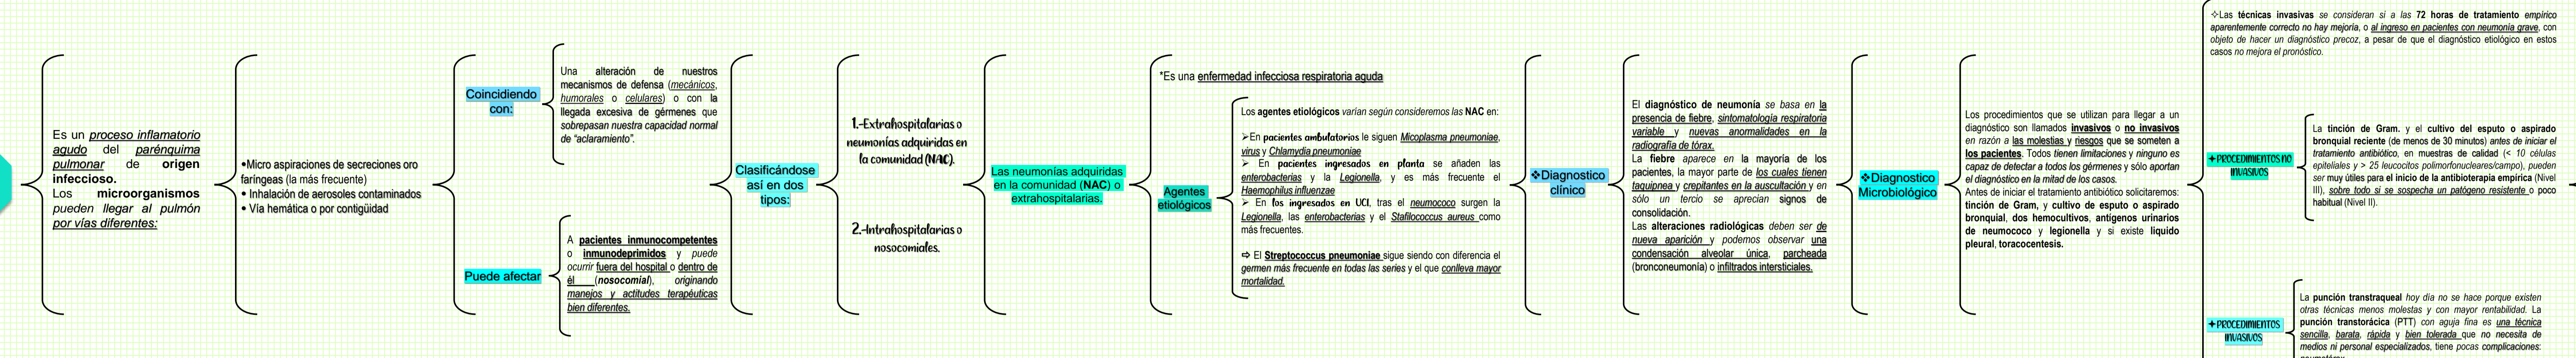 Es un proceso inflamatorio
agudo del parénquima
pulmonar de origen
infeccioso.
Los microorganismos
pueden llegar al pulmón
por vías diferentes:
•Micro aspiraciones de secreciones oro
faríngeas (la más frecuente)
• Inhalación de aerosoles contaminados
• Vía hemática o por contigüidad
Coincidiendo
con:
Una alteración de nuestros
mecanismos de defensa (mecánicos,
humorales o celulares) o con la
llegada excesiva de gérmenes que
sobrepasan nuestra capacidad normal
de “aclaramiento”.
Puede afectar
A pacientes inmunocompetentes
o inmunodeprimidos y puede
ocurrir fuera del hospital o dentro de
él (nosocomial), originando
manejos y actitudes terapéuticas
bien diferentes.
Clasificándose
así en dos
tipos:
1.-Extrahospitalarias o
neumonías adquiridas en
la comunidad (NAC).
2.-Intrahospitalarias o
nosocomiales.
Las neumonías adquiridas
en la comunidad (NAC) o
extrahospitalarias.
*Es una enfermedad infecciosa respiratoria aguda
Agentes
etiológicos
Los agentes etiológicos varían según consideremos las NAC en:
➢En pacientes ambulatorios le siguen Micoplasma pneumoniae,
virus y Chlamydia pneumoniae
➢ En pacientes ingresados en planta se añaden las
enterobacterias y la Legionella, y es más frecuente el
Haemophilus influenzae
➢ En los ingresados en UCI, tras el neumococo surgen la
Legionella, las enterobacterias y el Stafilococcus aureus como
más frecuentes.
⇨ El Streptococcus pneumoniae sigue siendo con diferencia el
germen más frecuente en todas las series y el que conlleva mayor
mortalidad.
❖Diagnostico
clínico
El diagnóstico de neumonía se basa en la
presencia de fiebre, sintomatología respiratoria
variable y nuevas anormalidades en la
radiografía de tórax.
La fiebre aparece en la mayoría de los
pacientes, la mayor parte de los cuales tienen
taquipnea y crepitantes en la auscultación y en
sólo un tercio se aprecian signos de
consolidación.
Las alteraciones radiológicas deben ser de
nueva aparición y podemos observar una
condensación alveolar única, parcheada
(bronconeumonía) o infiltrados intersticiales.
❖Diagnostico
Microbiológico
Los procedimientos que se utilizan para llegar a un
diagnóstico son llamados invasivos o no invasivos
en razón a las molestias y riesgos que se someten a
los pacientes. Todos tienen limitaciones y ninguno es
capaz de detectar a todos los gérmenes y sólo aportan
el diagnóstico en la mitad de los casos.
Antes de iniciar el tratamiento antibiótico solicitaremos:
tinción de Gram, y cultivo de esputo o aspirado
bronquial, dos hemocultivos, antígenos urinarios
de neumococo y legionella y si existe liquido
pleural, toracocentesis.
✧Las técnicas invasivas se consideran si a las 72 horas de tratamiento empírico
aparentemente correcto no hay mejoría, o al ingreso en pacientes con neumonía grave, con
objeto de hacer un diagnóstico precoz, a pesar de que el diagnóstico etiológico en estos
casos no mejora el pronóstico.
✦PROCEDIMIENTOS NO
INVASIVOS
La tinción de Gram. y el cultivo del esputo o aspirado
bronquial reciente (de menos de 30 minutos) antes de iniciar el
tratamiento antibiótico, en muestras de calidad (< 10 células
epiteliales y > 25 leucocitos polimorfonucleares/campo), pueden
ser muy útiles para el inicio de la antibioterapia empírica (Nivel
III), sobre todo si se sospecha un patógeno resistente o poco
habitual (Nivel II).
✦PROCEDIMIENTOS
INVASIVOS
La punción transtraqueal hoy día no se hace porque existen
otras técnicas menos molestas y con mayor rentabilidad. La
punción transtorácica (PTT) con aguja fina es una técnica
sencilla, barata, rápida y bien tolerada que no necesita de
medios ni personal especializados, tiene pocas complicaciones: